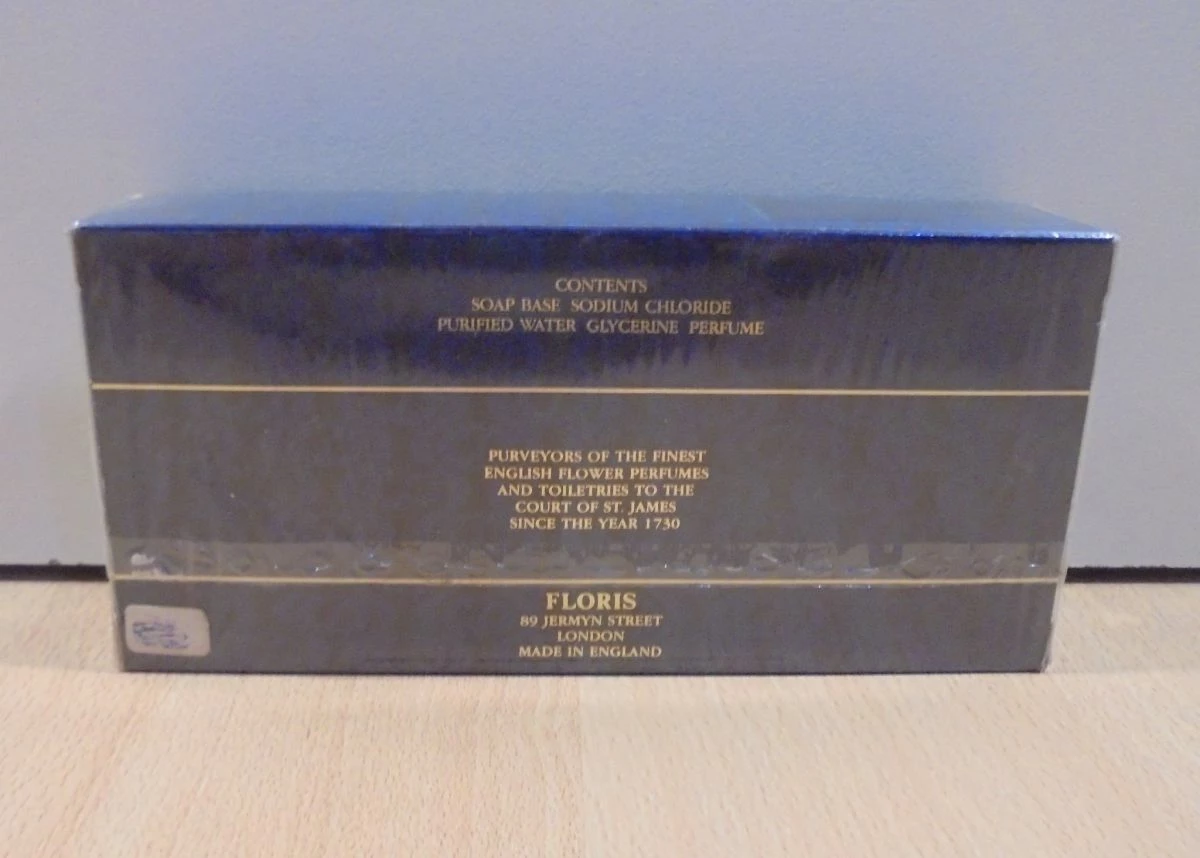 CONTENTS
SOAP BASE SODIUM CHLORIDE
PURIFIED WATER GLYCERINE PERFUME
PURVEYORS OF THE FINEST
ENGLISH FLOWER PERFUMES
AND TOILETRIES TO THE
COURT OF ST. JAMES
SINCE THE YEAR 1730
FLORIS
89 JERMYN STREET
LONDON
MADE IN ENGLAND